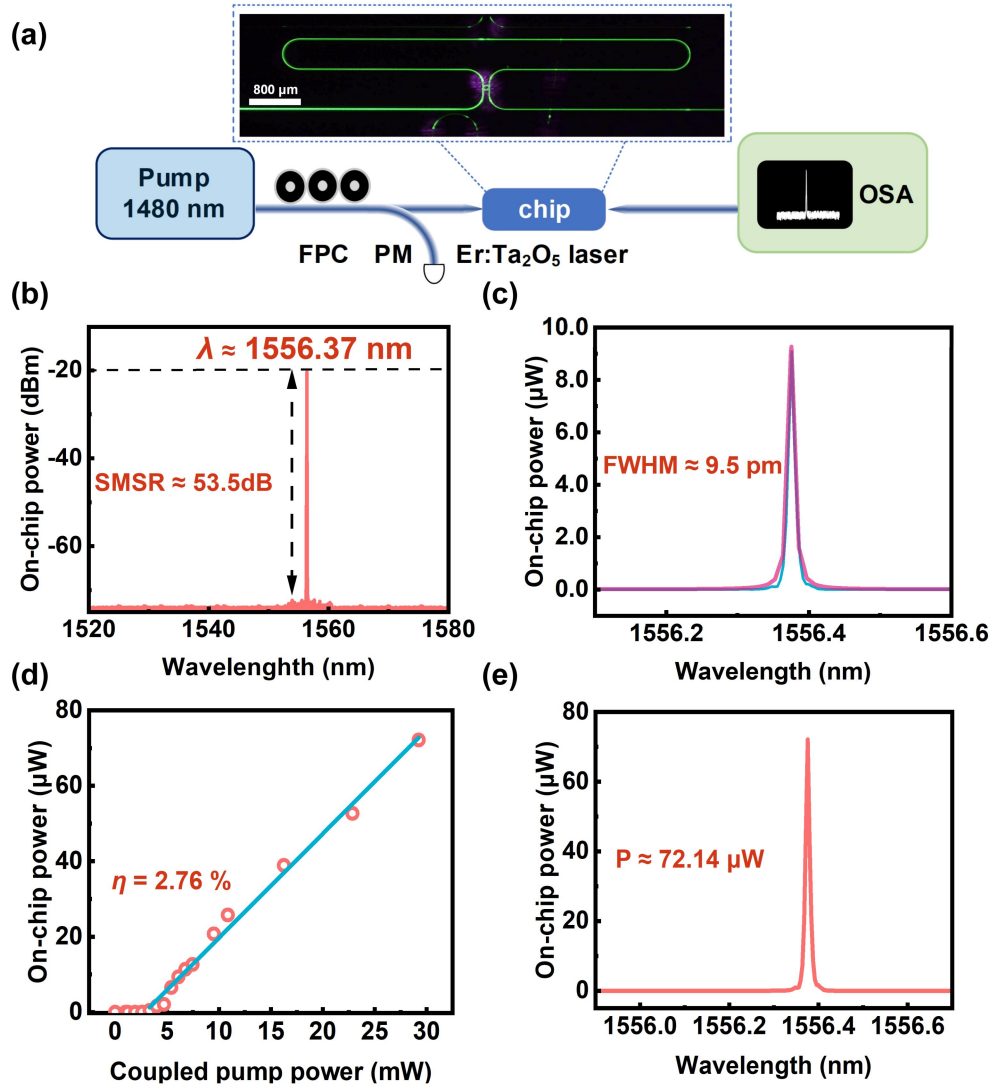 (a)
800 µm
Pump
1480 nm
chip
OSA
FPC PM Er:Ta₂O₅ laser
(b)
On-chip power (dBm)
-20
-40
-60
λ ≈ 1556.37 nm
SMSR ≈ 53.5dB
1520 1540 1560 1580
Wavelenghth (nm)
(c)
On-chip power (µW)
10.0
8.0
6.0
4.0
2.0
0.0
FWHM ≈ 9.5 pm
1556.2 1556.4 1556.6
Wavelength (nm)
(d)
On-chip power (µW)
80
60
40
20
0
η = 2.76 %
0 5 10 15 20 25 30
Coupled pump power (mW)
(e)
On-chip power (µW)
80
60
40
20
0
P ≈ 72.14 µW
1556.0 1556.2 1556.4 1556.6
Wavelength (nm)